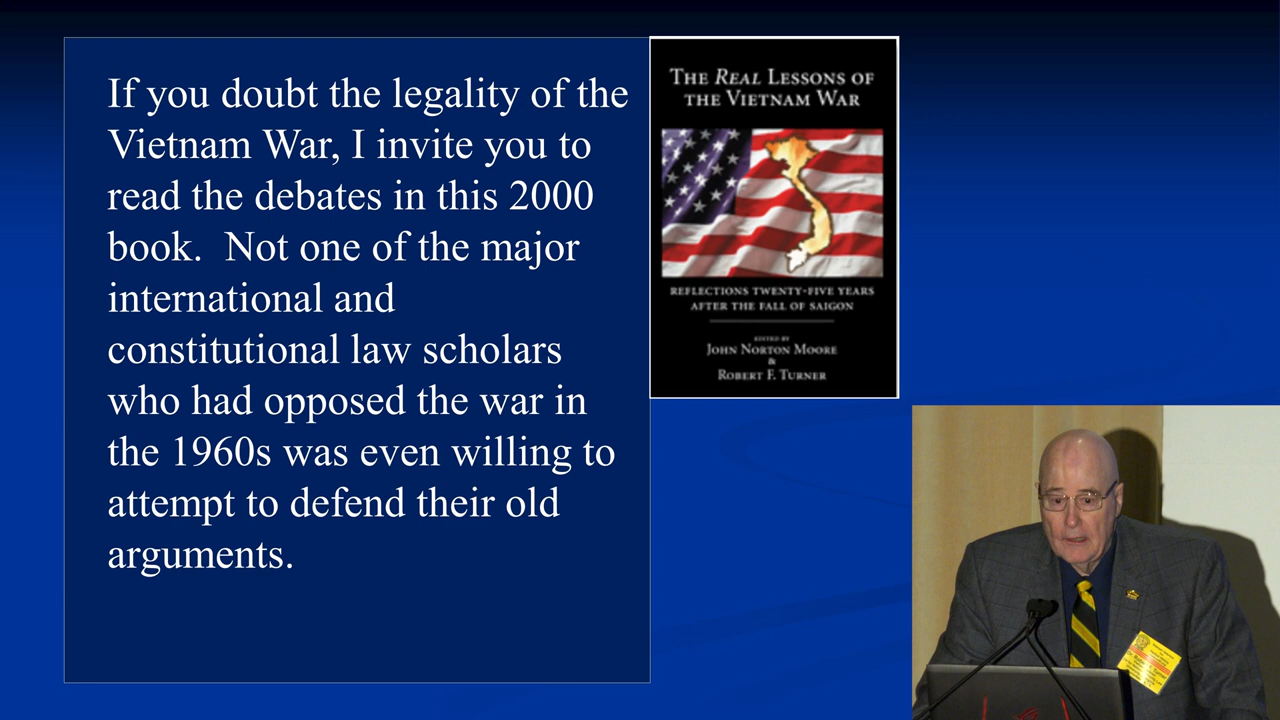 If you doubt the legality of the
Vietnam War, I invite you to
read the debates in this 2000
book.  Not one of the major
international and
constitutional law scholars
who had opposed the war in
the 1960s was even willing to
attempt to defend their old
arguments.
THE REAL LESSONS OF
THE VIETNAM WAR
REFLECTIONS TWENTY-FIVE YEARS
AFTER THE FALL OF SAIGON
EDITED BY
JOHN NORTON MOORE
&
ROBERT F. TURNER